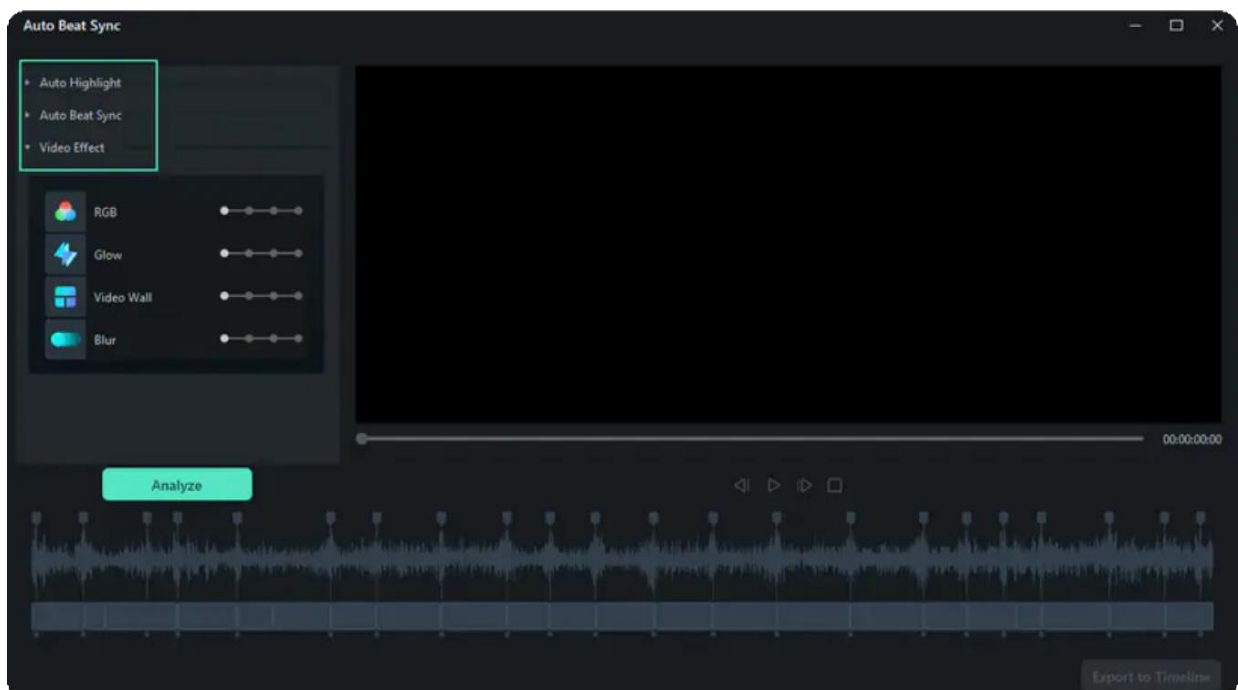 Auto Beat Sync
Auto Highlight
Auto Beat Sync
Video Effect
RGB
Glow
Video Wall
Blur
00:00:00:00
Analyze
Export to Timeline